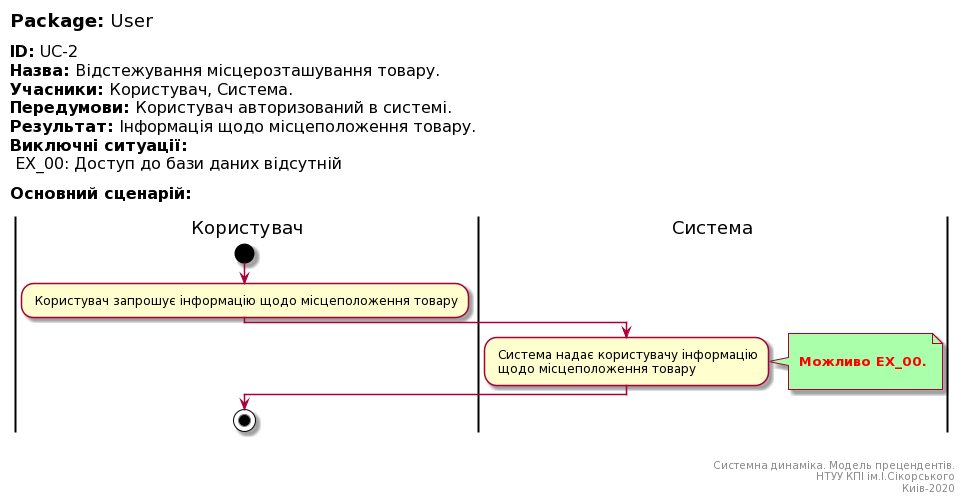 Package: User
ID: UC-2
Назва: Відстежування місцерозташування товару.
Учасники: Користувач, Система.
Передумови: Користувач авторизований в системі.
Результат: Інформація щодо місцеположення товару.
Виключні ситуації:
EX_00: Доступ до бази даних відсутній
Основний сценарій:
Користувач
Система
Користувач запрошує інформацію щодо місцеположення товару
Система надає користувачу інформацію
щодо місцеположення товару
Можливо EX_00.
Системна динаміка. Модель прецендентів.
НТУУ КПІ ім.І.Сікорського
Киів-2020